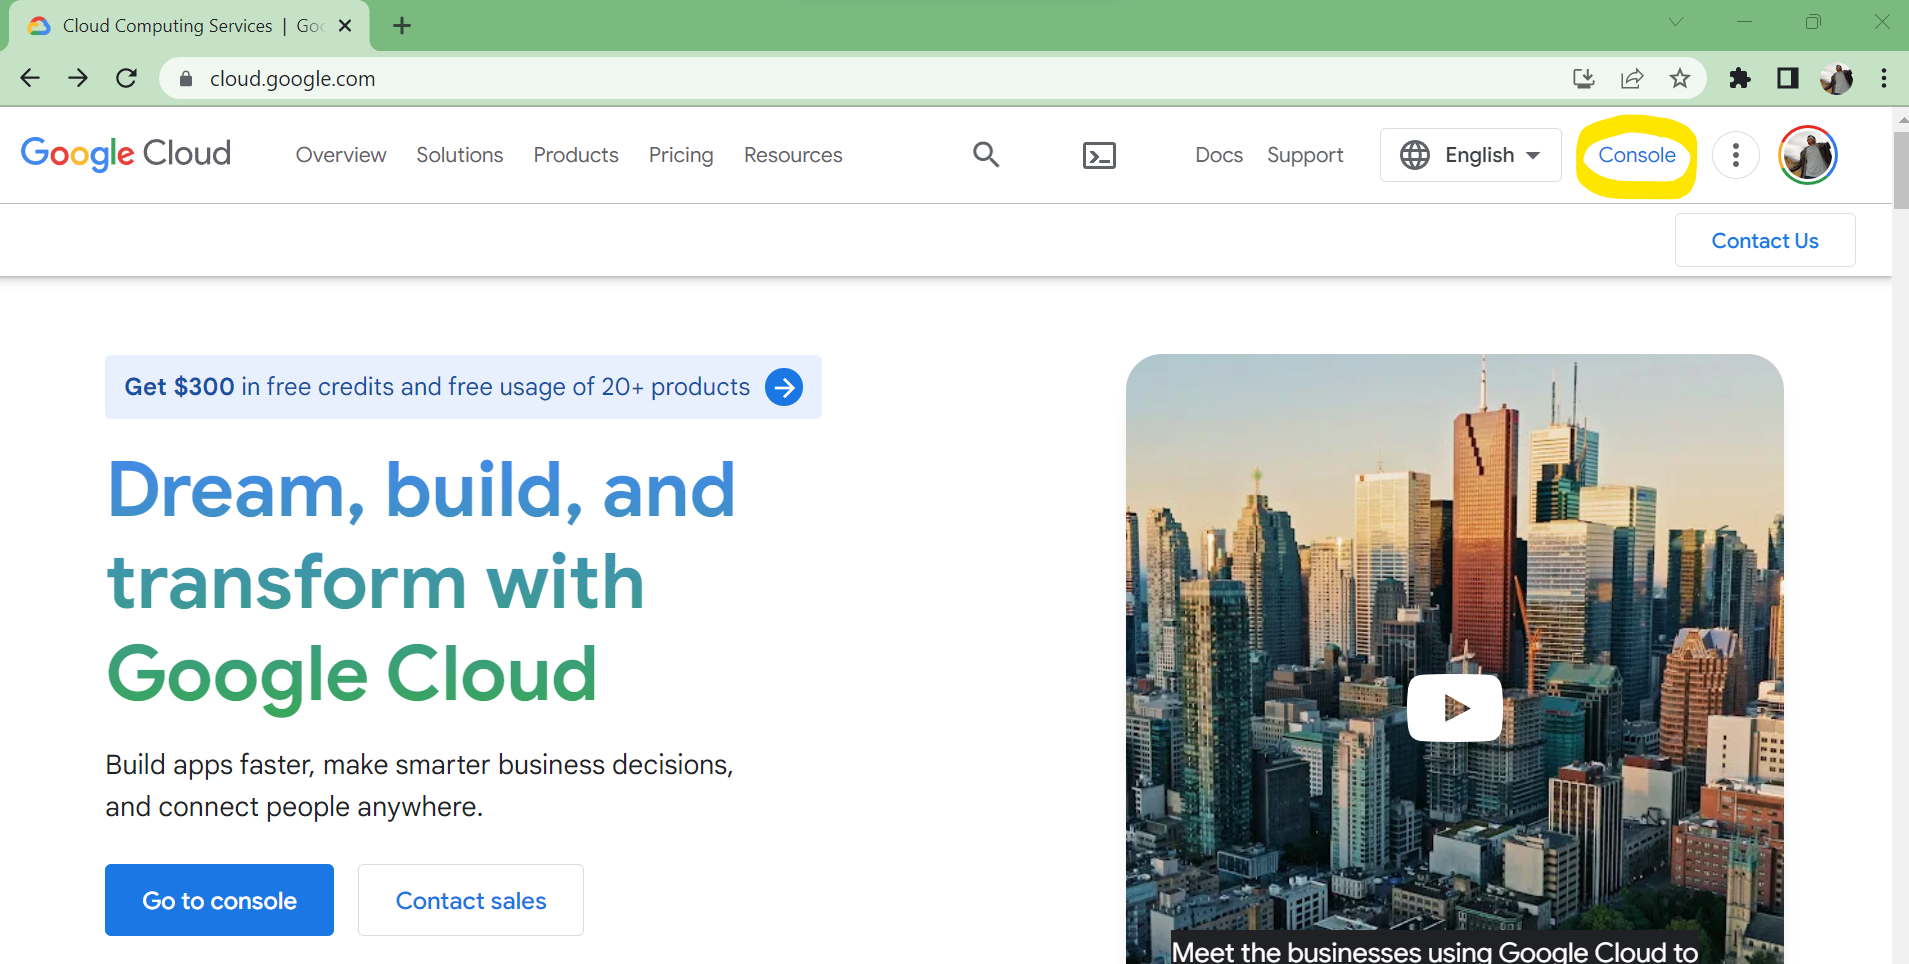 Cloud Computing Services | Goo
cloud.google.com
Google Cloud
Overview
Solutions
Products
Pricing
Resources
Docs
Support
English
Console
Contact Us
Get $300 in free credits and free usage of 20+ products
Dream, build, and
transform with
Google Cloud
Build apps faster, make smarter business decisions,
and connect people anywhere.
Go to console
Contact sales
Meet the businesses using Google Cloud to